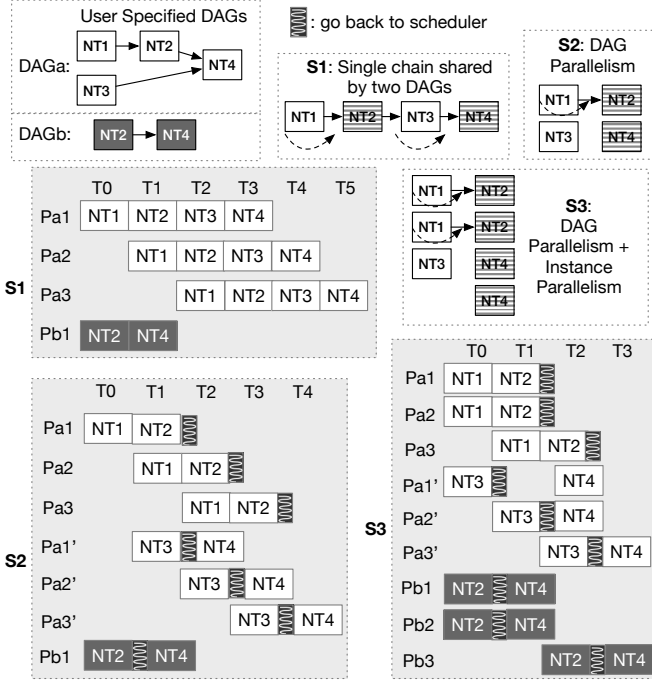 User Specified DAGs
DAGa:
NT1
NT2
NT4
NT3
DAGb:
NT2
NT4
: go back to scheduler
S1: Single chain shared
by two DAGs
NT1
NT2
NT3
NT4
S2: DAG
Parallelism
NT1
NT2
NT3
NT4
S3:
DAG
Parallelism +
Instance
Parallelism
NT1
NT2
NT1
NT2
NT3
NT4
NT4
S1
T0 T1 T2 T3 T4 T5
Pa1 NT1 NT2 NT3 NT4
Pa2 NT1 NT2 NT3 NT4
Pa3 NT1 NT2 NT3 NT4
Pb1 NT2 NT4
S2
T0 T1 T2 T3 T4
Pa1 NT1 NT2
Pa2 NT1 NT2
Pa3 NT1 NT2
Pa1' NT3 NT4
Pa2' NT3 NT4
Pa3' NT3 NT4
Pb1 NT2 NT4
S3
T0 T1 T2 T3
Pa1 NT1 NT2
Pa2 NT1 NT2
Pa3 NT1 NT2
Pa1' NT3 NT4
Pa2' NT3 NT4
Pa3' NT3 NT4
Pb1 NT2 NT4
Pb2 NT2 NT4
Pb3 NT2 NT4